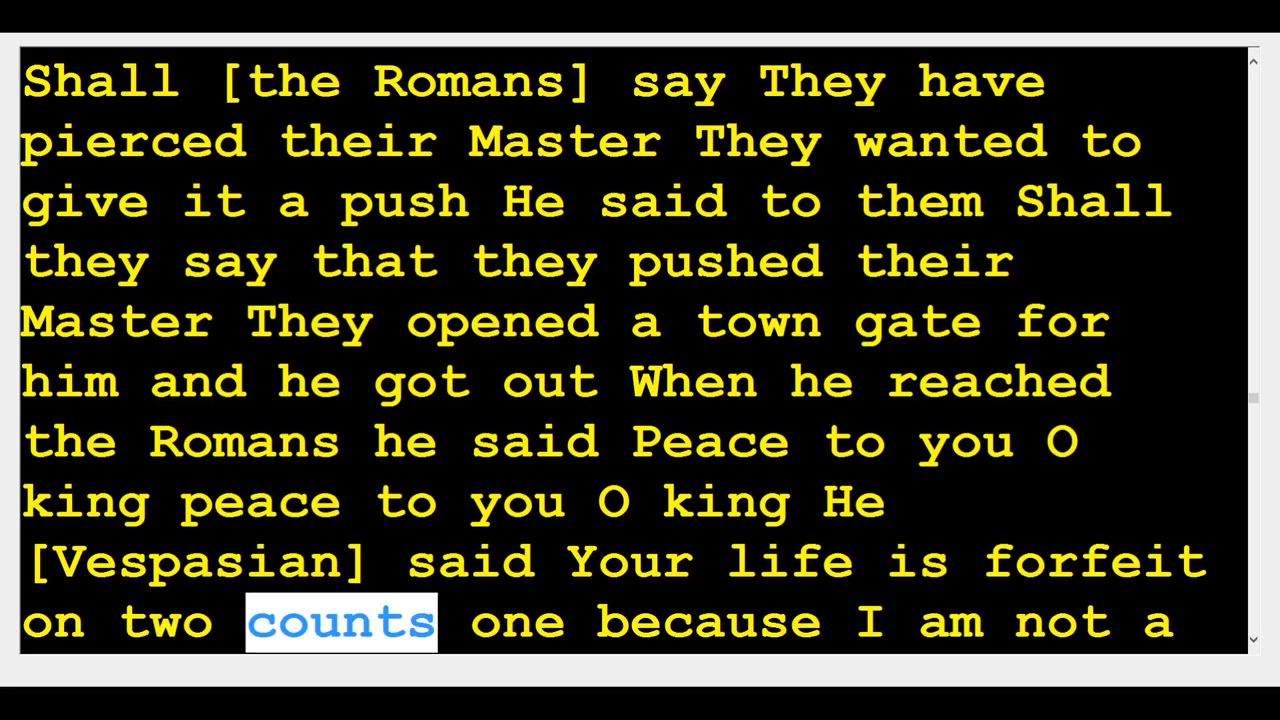 Shall [the Romans] say They have
pierced their Master They wanted to
give it a push He said to them Shall
they say that they pushed their
Master They opened a town gate for
him and he got out When he reached
the Romans he said Peace to you O
king peace to you O king He
[Vespasian] said Your life is forfeit
on two counts one because I am not a